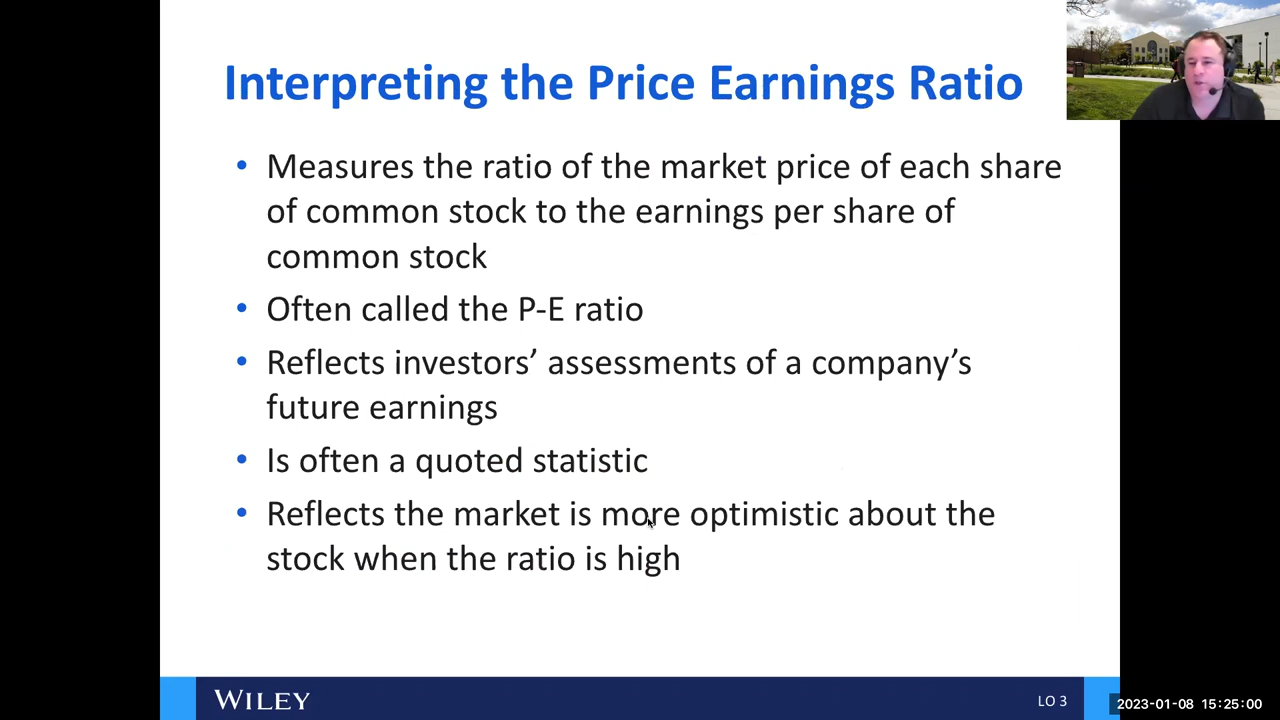 Interpreting the Price Earnings Ratio
• Measures the ratio of the market price of each share
of common stock to the earnings per share of
common stock
• Often called the P-E ratio
• Reflects investors’ assessments of a company’s
future earnings
• Is often a quoted statistic
• Reflects the market is more optimistic about the
stock when the ratio is high
WILEY
LO 3
2023-01-08 15:25:00